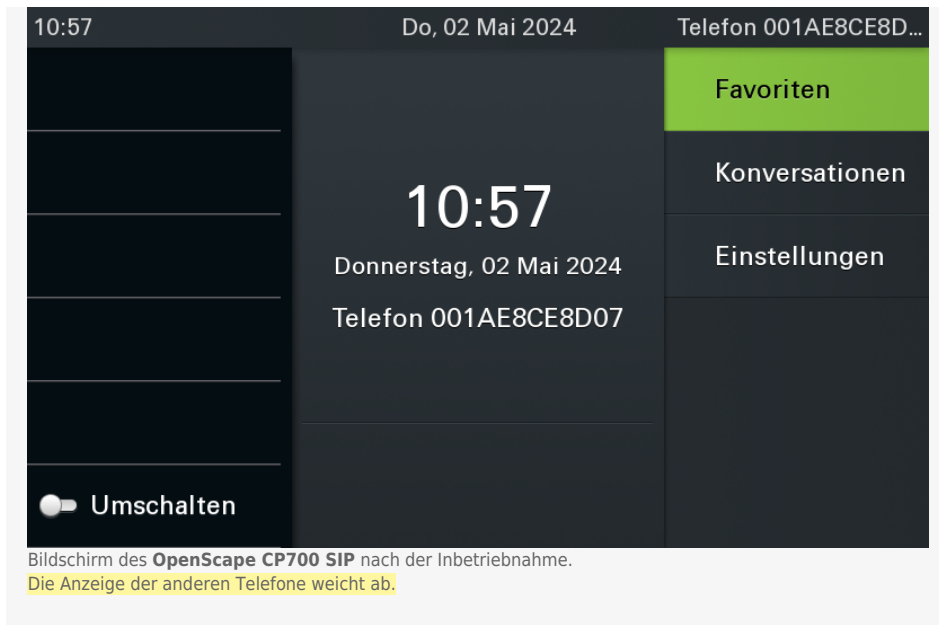 10:57 Do, 02 Mai 2024 Telefon 001AE8CE8D...
Favoriten
Konversationen
Einstellungen
10:57
Donnerstag, 02 Mai 2024
Telefon 001AE8CE8D07
Umschalten
Bildschirm des OpenScape CP700 SIP nach der Inbetriebnahme.
Die Anzeige der anderen Telefone weicht ab.